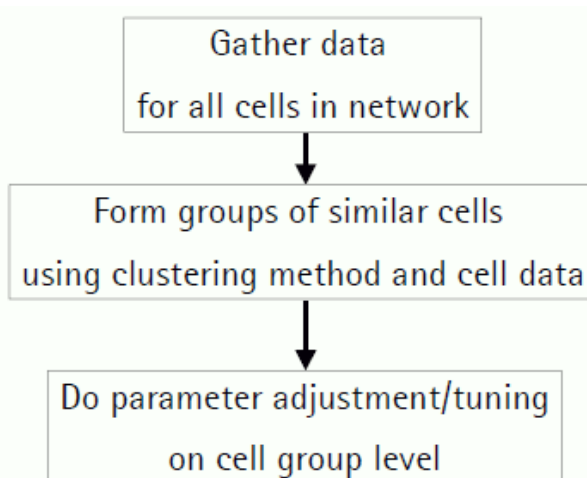 Gather data
for all cells in network
Form groups of similar cells
using clustering method and cell data
Do parameter adjustment/tuning
on cell group level